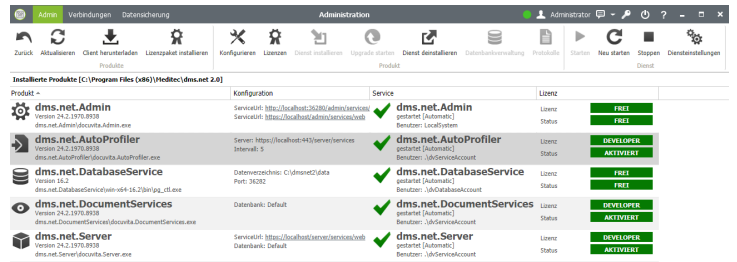 Admin Verbindungen Datensicherung Administration Administrator
Zurück Aktualisieren Client herunterladen Lizenzpaket installieren Konfigurieren Lizenzen Dienst installieren Upgrade starten Dienst deinstallieren Datenbankverwaltung Protokolle Starten Neu starten Stoppen Diensteinstellungen
Produkte Produkt Dienst
Installierte Produkte [C:\Program Files (x86)\Meditec\dms.net 2.0]
Produkt Konfiguration Service Lizenz
dms.net.Admin ServiceUrl: http://localhost:36280/admin/services/ dms.net.Admin Lizenz FREI
Version 24.2.1970.8938 ServiceUrl: http://localhost:36281/admin/services/web gestartet [Automatic] Status FREI
dms.net.Admin\docuvita.Admin.exe Benutzer: LocalSystem
dms.net.AutoProfiler Server: https://localhost:443/server/services dms.net.AutoProfiler Lizenz DEVELOPER
Version 24.2.1970.8938 Intervall: 5 gestartet [Automatic] Status AKTIVIERT
dms.net.AutoProfiler\docuvita.AutoProfiler.exe Benutzer: .\dvServiceAccount
dms.net.DatabaseService Datenverzeichnis: C:\dmsnet2\data dms.net.DatabaseService Lizenz FREI
Version 16.2 Port: 36282 gestartet [Automatic] Status FREI
dms.net.DatabaseService\win-x64-16.2\bin\pg_ctl.exe Benutzer: .\dvDatabaseAccount
dms.net.DocumentServices Datenbank: Default dms.net.DocumentServices Lizenz DEVELOPER
Version 24.2.1970.8938 gestartet [Automatic] Status AKTIVIERT
dms.net.DocumentServices\docuvita.DocumentServices.exe Benutzer: .\dvServiceAccount
dms.net.Server ServiceUrl: http://localhost/server/services/web dms.net.Server Lizenz DEVELOPER
Version 24.2.1970.8938 Datenbank: Default gestartet [Automatic] Status AKTIVIERT
dms.net.Server\docuvita.Server.exe Benutzer: .\dvServiceAccount